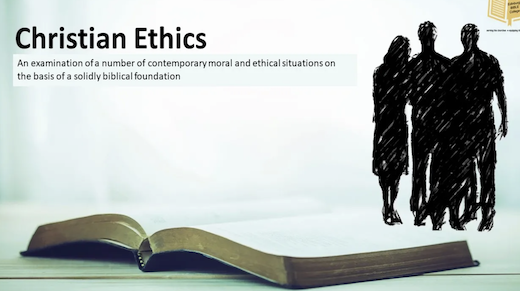 Christian Ethics
An examination of a number of contemporary moral and ethical situations on
the basis of a solidly biblical foundation